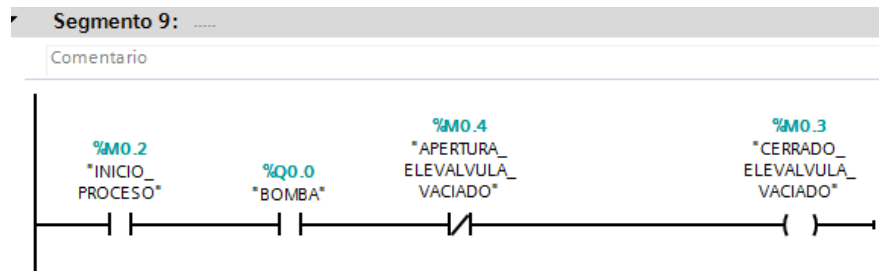 Segmento 9: .....
Comentario
%M0.2
"INICIO_
PROCESO"
%Q0.0
"BOMBA"
%M0.4
"APERTURA_
ELEVALVULA_
VACIADO"
%M0.3
"CERRADO_
ELEVALVULA_
VACIADO"